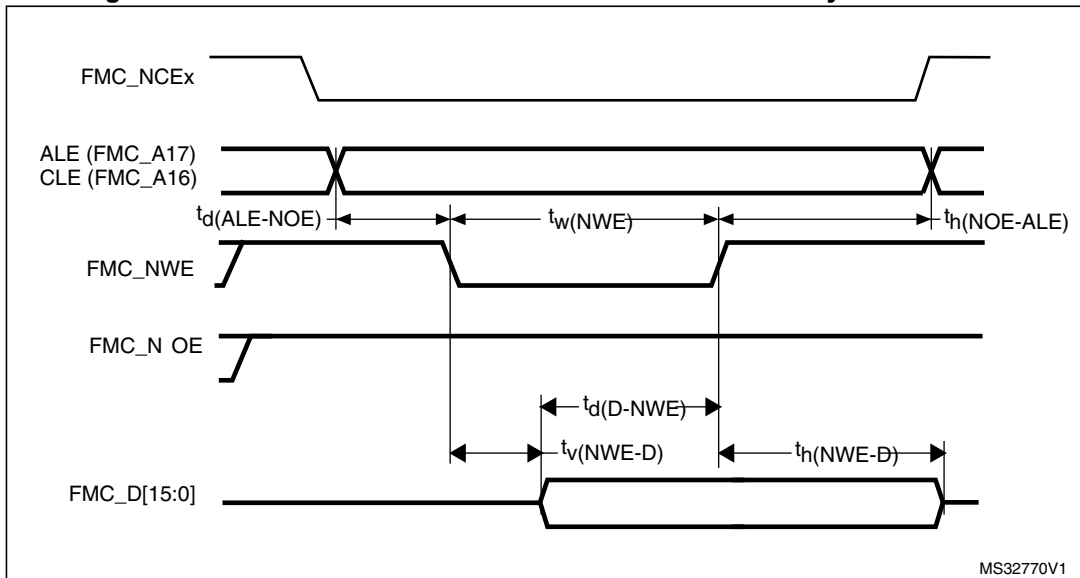 FMC_NCEx
ALE (FMC_A17)
CLE (FMC_A16)
td(ALE-NOE)
tw(NWE)
th(NOE-ALE)
FMC_NWE
FMC_N OE
td(D-NWE)
tv(NWE-D)
th(NWE-D)
FMC_D[15:0]
MS32770V1